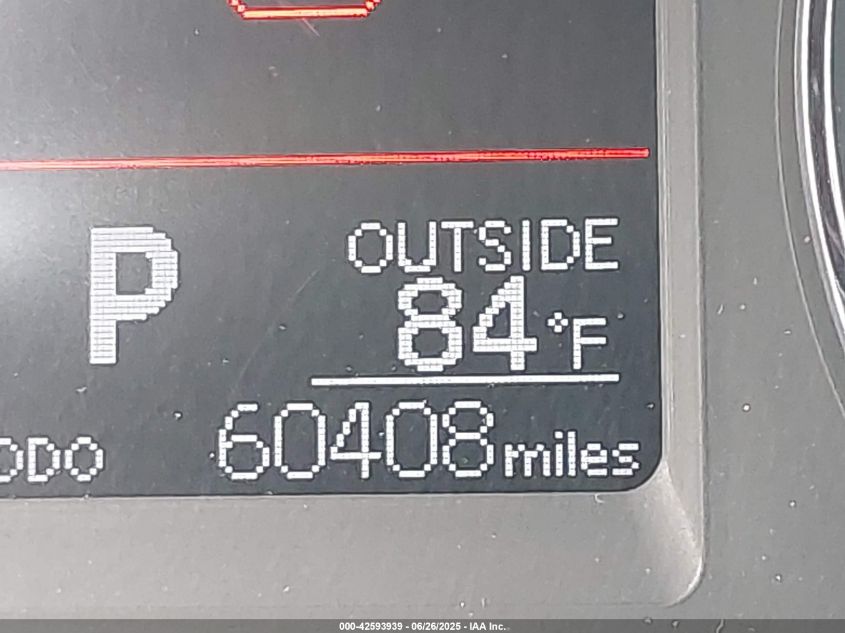 P
OUTSIDE
84°F
ODO 60408 miles
000-42593939 - 06/26/2025 - IAA Inc.